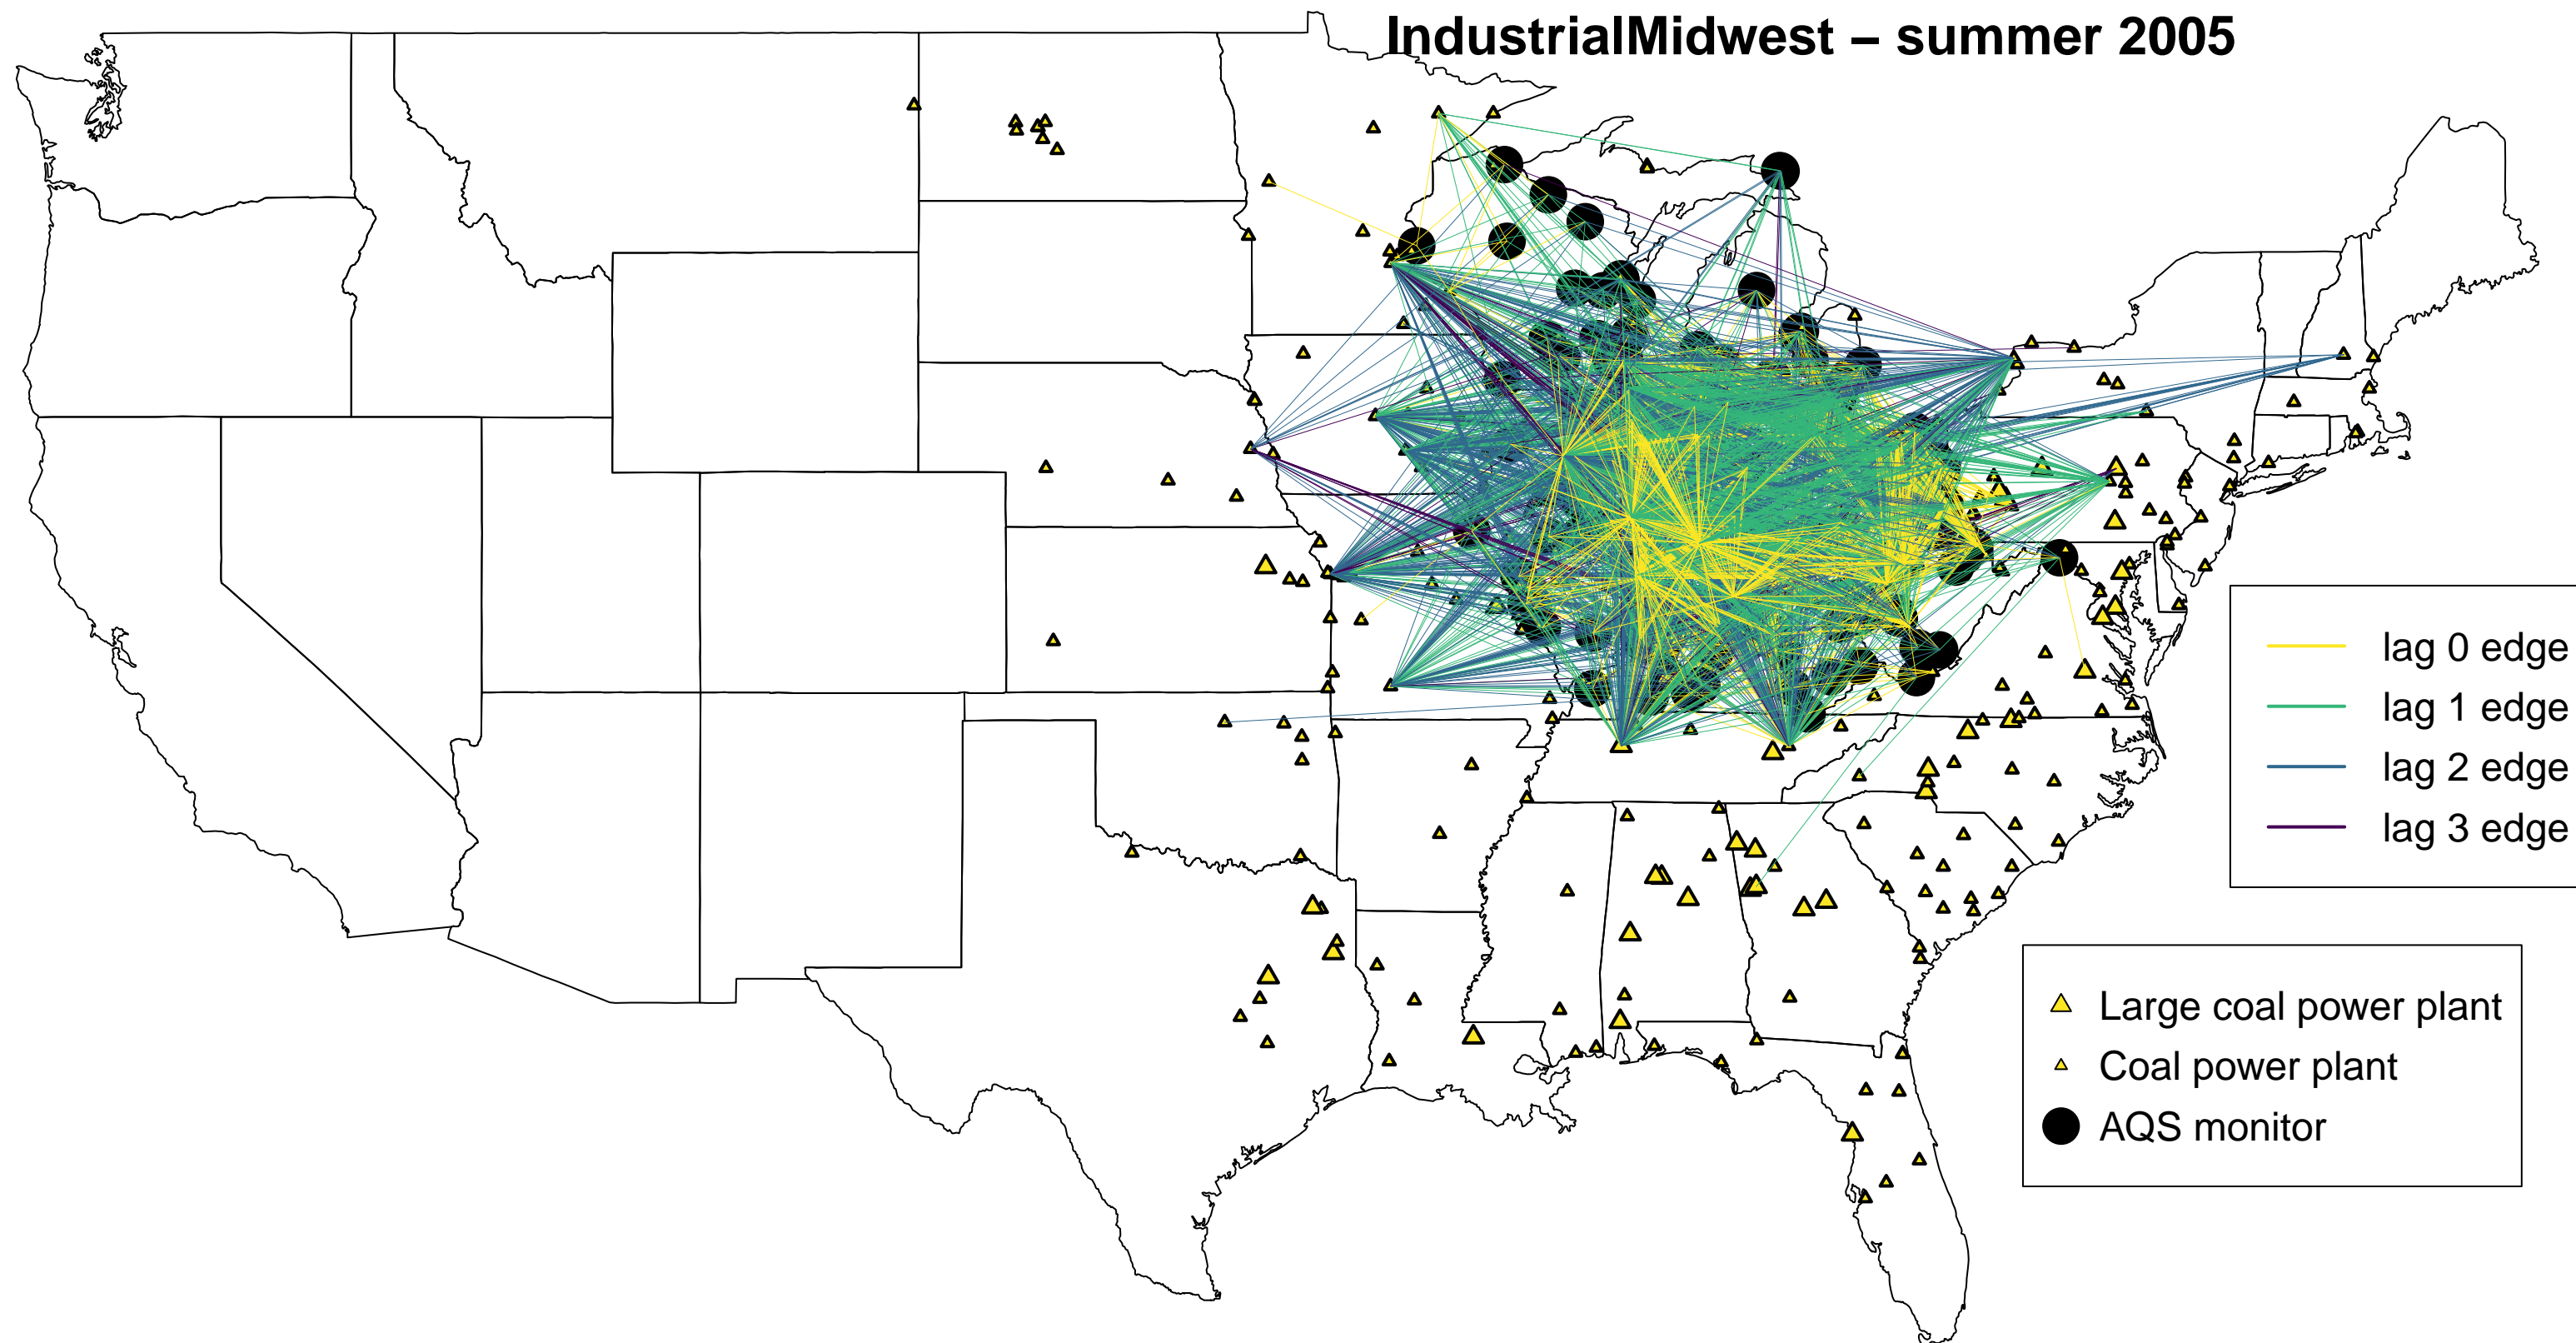 IndustrialMidwest – summer 2005
lag 0 edge
lag 1 edge
lag 2 edge
lag 3 edge
Large coal power plant
Coal power plant
AQS monitor